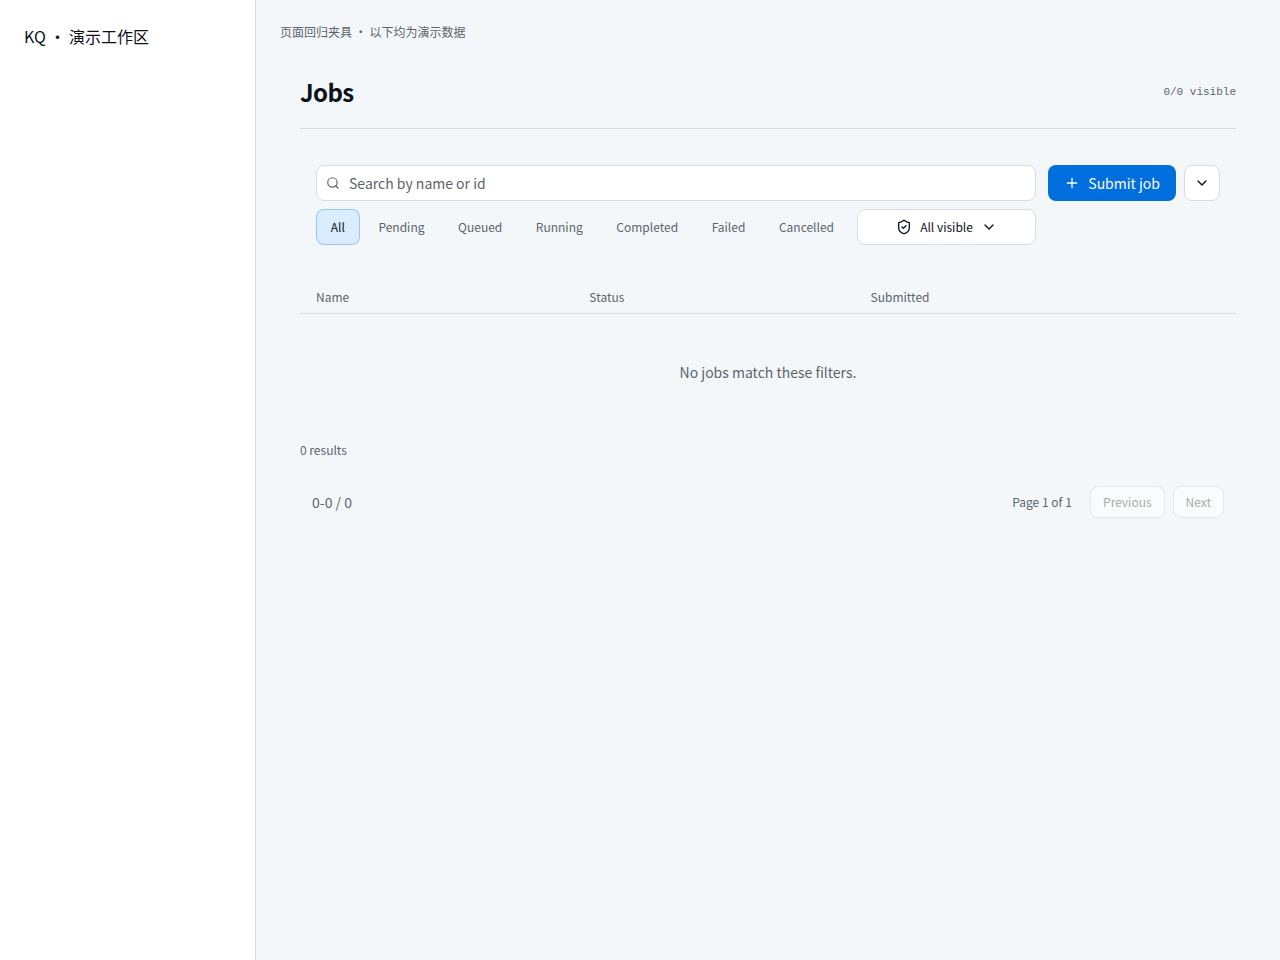 KQ · 演示工作区
页面回归夹具 · 以下均为演示数据
Jobs
0/0 visible
Search by name or id
Submit job
All Pending Queued Running Completed Failed Cancelled All visible
Name Status Submitted
No jobs match these filters.
0 results
0-0 / 0
Page 1 of 1 Previous Next